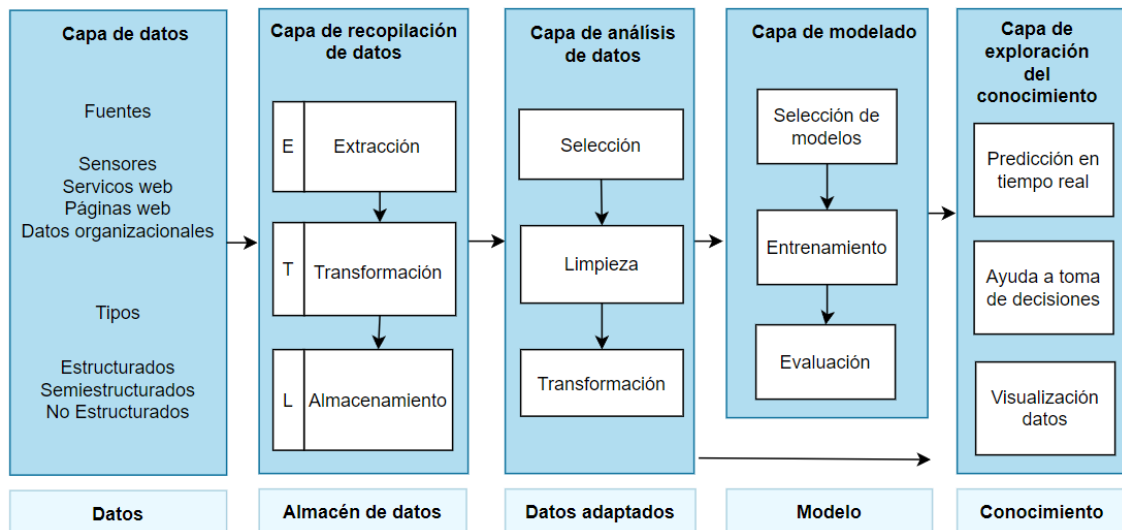 Capa de datos
Fuentes
Sensores
Servicos web
Páginas web
Datos organizacionales
Tipos
Estructurados
Semiestructurados
No Estructurados
Datos
Capa de recopilación
de datos
E
Extracción
T
Transformación
L
Almacenamiento
Almacén de datos
Capa de análisis
de datos
Selección
Limpieza
Transformación
Datos adaptados
Capa de modelado
Selección de
modelos
Entrenamiento
Evaluación
Modelo
Capa de
exploración
del
conocimiento
Predicción en
tiempo real
Ayuda a toma
de decisiones
Visualización
datos
Conocimiento